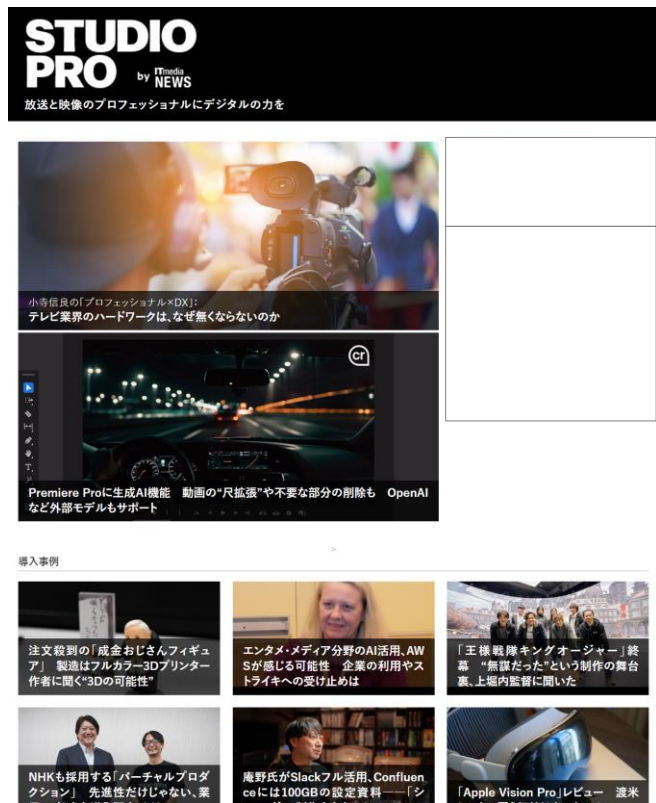 STUDIO
PRO by ITmedia NEWS
放送と映像のプロフェッショナルにデジタルの力を
小寺信良の「プロフェッショナル×DX」:
テレビ業界のハードワークは、なぜ無くならないのか
cr
Premiere Proに生成AI機能 動画の“尺拡張”や不要な部分の削除も OpenAI
など外部モデルもサポート
>
導入事例
注文殺到の「成金おじさんフィギュ
ア」 製造はフルカラー3Dプリンター
作者に聞く“3Dの可能性”
エンタメ・メディア分野のAI活用、AW
Sが感じる可能性 企業の利用やス
トライキへの受け止めは
「王様戦隊キングオージャー」終
幕 “無謀だった”という制作の舞台
裏、上堀内監督に聞いた
NHKも採用する「バーチャルプロダ
クション」 先進性だけじゃない、業
庵野氏がSlackフル活用、Confluen
ceには100GBの設定資料──「シ
「Apple Vision Pro」レビュー 渡米